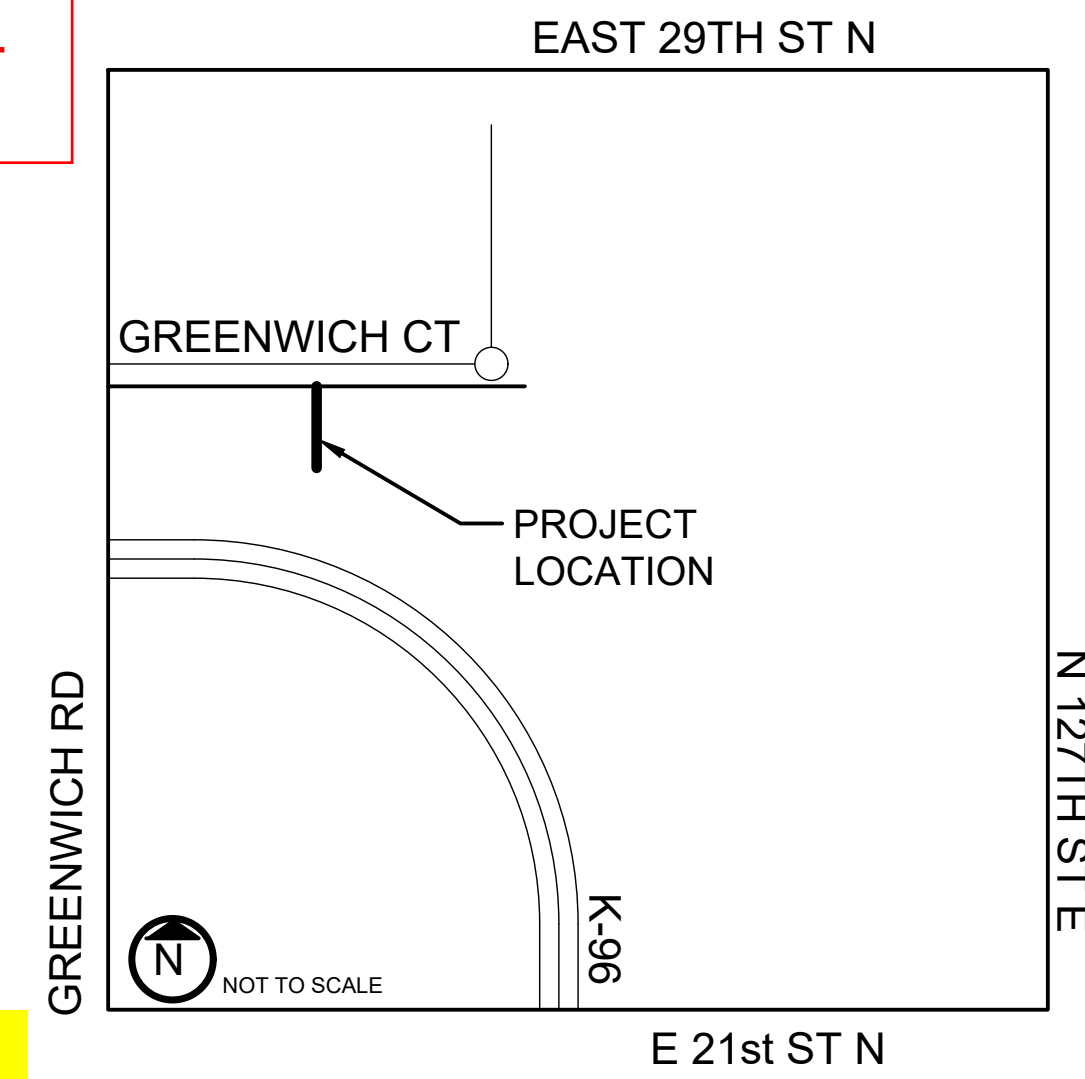 EAST 29TH ST N
GREENWICH CT
PROJECT
LOCATION
N 127TH ST E
GREENWICH RD
K-96
N
NOT TO SCALE
E 21st ST N